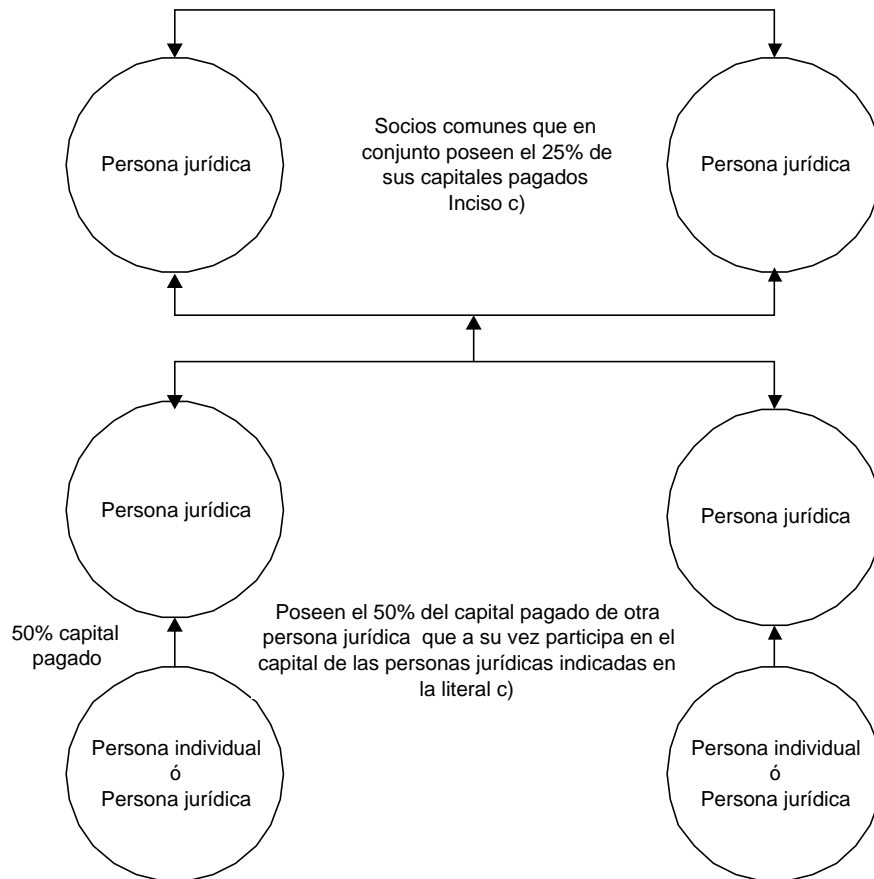 Persona jurídica
Socios comunes que en
conjunto poseen el 25% de
sus capitales pagados
Inciso c)
Persona jurídica
Persona jurídica
Persona jurídica
50% capital
pagado
Poseen el 50% del capital pagado de otra
persona jurídica que a su vez participa en el
capital de las personas jurídicas indicadas en
la literal c)
Persona individual
ó
Persona jurídica
Persona individual
ó
Persona jurídica